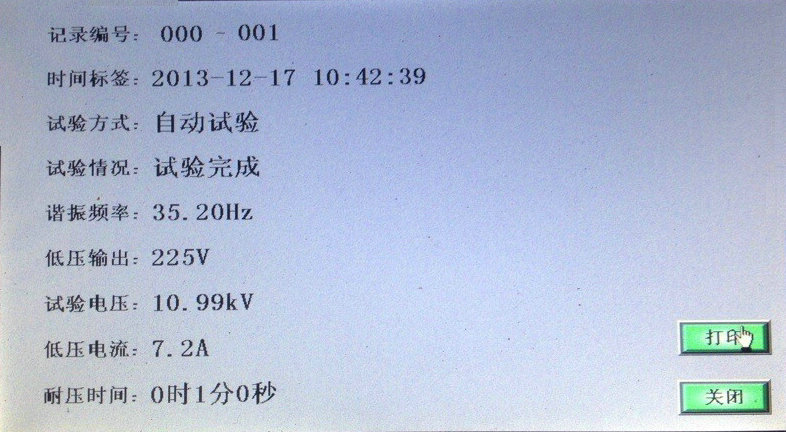 记录编号: 000 - 001
时间标签: 2013-12-17 10:42:39
试验方式: 自动试验
试验情况: 试验完成
谐振频率: 35.20Hz
低压输出: 225V
试验电压: 10.99kV
低压电流: 7.2A
耐压时间: 0时1分0秒
打印
关闭